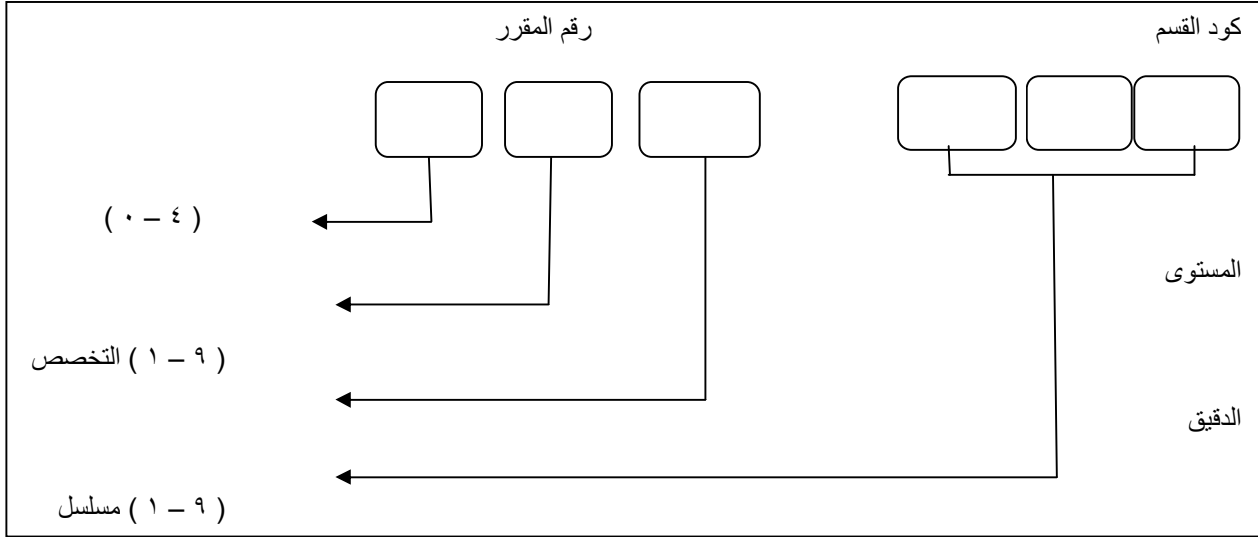 كود القسم رقم المقرر
( ٠ – ٤ )
المستوى
( ١ – ٩ ) التخصص
الدقيق
( ١ – ٩ ) مسلسل